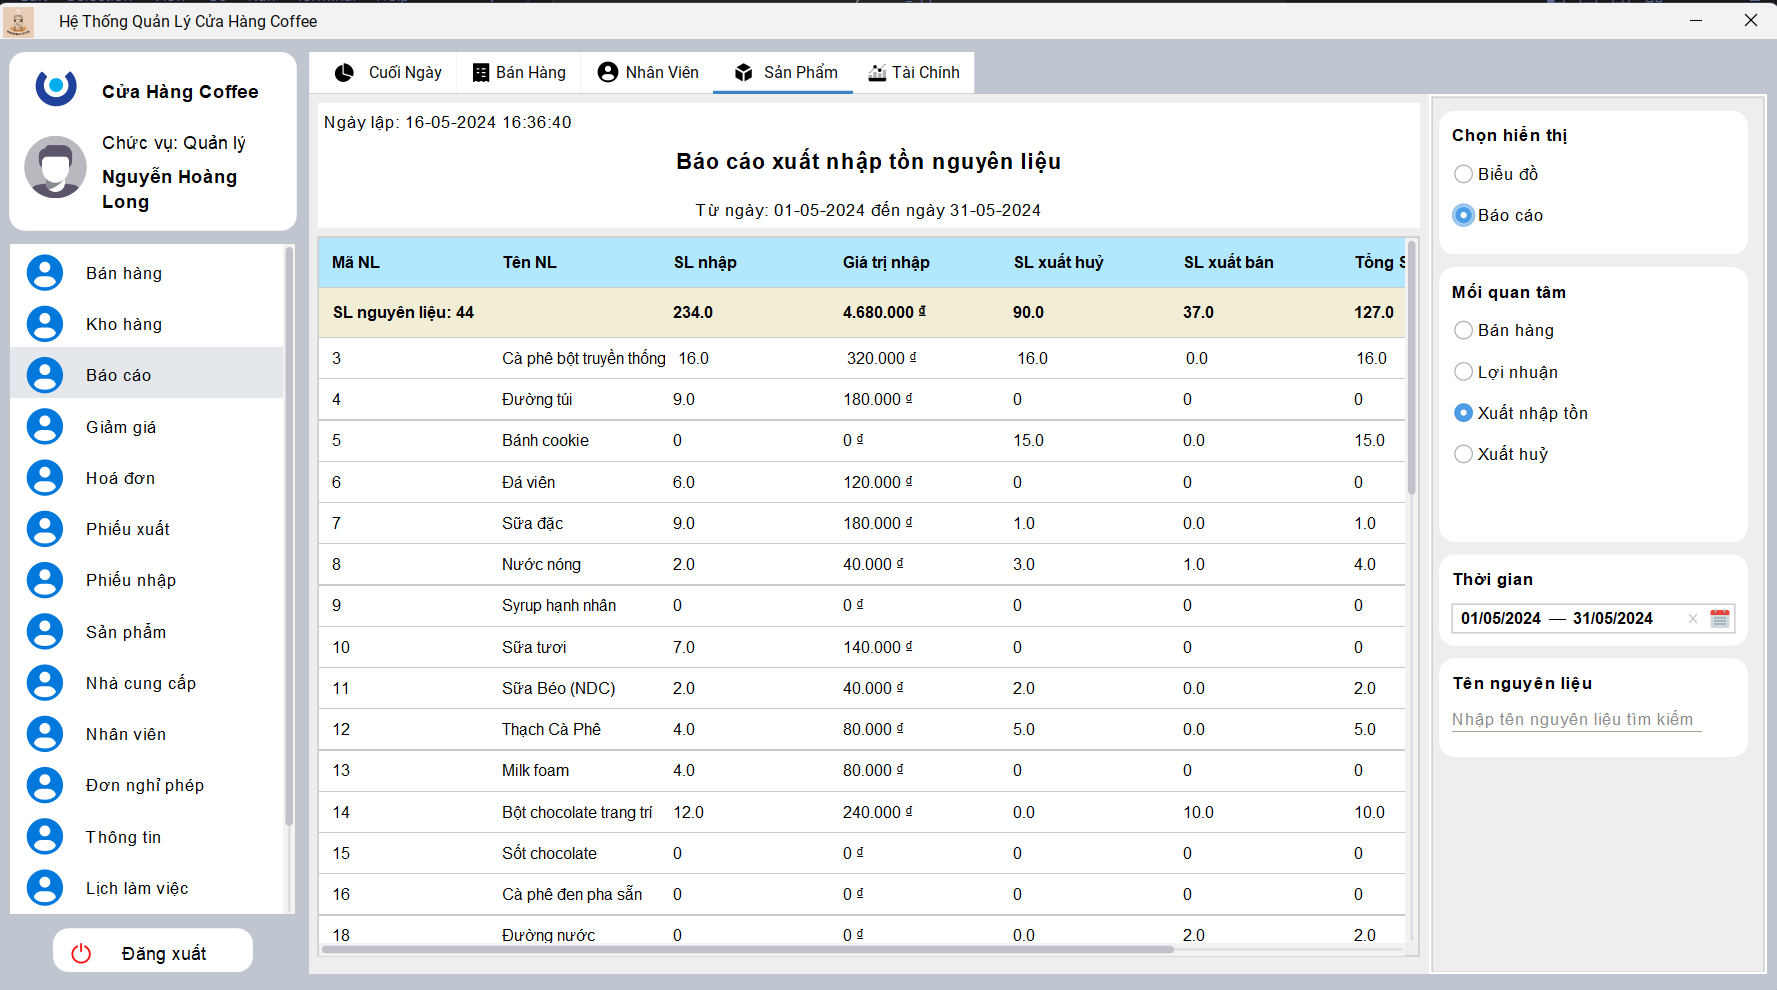 Hệ Thống Quản Lý Cửa Hàng Coffee
Cửa Hàng Coffee
Chức vụ: Quản lý
Nguyễn Hoàng
Long
Bán hàng
Kho hàng
Báo cáo
Giảm giá
Hoá đơn
Phiếu xuất
Phiếu nhập
Sản phẩm
Nhà cung cấp
Nhân viên
Đơn nghỉ phép
Thông tin
Lịch làm việc
Đăng xuất
Cuối Ngày Bán Hàng Nhân Viên Sản Phẩm Tài Chính
Ngày lập: 16-05-2024 16:36:40
Báo cáo xuất nhập tồn nguyên liệu
Từ ngày: 01-05-2024 đến ngày 31-05-2024
Mã NL Tên NL SL nhập Giá trị nhập SL xuất huỷ SL xuất bán Tổng S
SL nguyên liệu: 44 234.0 4.680.000 ₫ 90.0 37.0 127.0
3 Cà phê bột truyền thống 16.0 320.000 ₫ 16.0 0.0 16.0
4 Đường túi 9.0 180.000 ₫ 0 0 0
5 Bánh cookie 0 0 ₫ 15.0 0.0 15.0
6 Đá viên 6.0 120.000 ₫ 0 0 0
7 Sữa đặc 9.0 180.000 ₫ 1.0 0.0 1.0
8 Nước nóng 2.0 40.000 ₫ 3.0 1.0 4.0
9 Syrup hạnh nhân 0 0 ₫ 0 0 0
10 Sữa tươi 7.0 140.000 ₫ 0 0 0
11 Sữa Béo (NDC) 2.0 40.000 ₫ 2.0 0.0 2.0
12 Thạch Cà Phê 4.0 80.000 ₫ 5.0 0.0 5.0
13 Milk foam 4.0 80.000 ₫ 0 0 0
14 Bột chocolate trang trí 12.0 240.000 ₫ 0.0 10.0 10.0
15 Sốt chocolate 0 0 ₫ 0 0 0
16 Cà phê đen pha sẵn 0 0 ₫ 0 0 0
18 Đường nước 0 0 ₫ 0.0 2.0 2.0
Chọn hiển thị
Biểu đồ
Báo cáo
Mối quan tâm
Bán hàng
Lợi nhuận
Xuất nhập tồn
Xuất huỷ
Thời gian
01/05/2024 — 31/05/2024
Tên nguyên liệu
Nhập tên nguyên liệu tìm kiếm